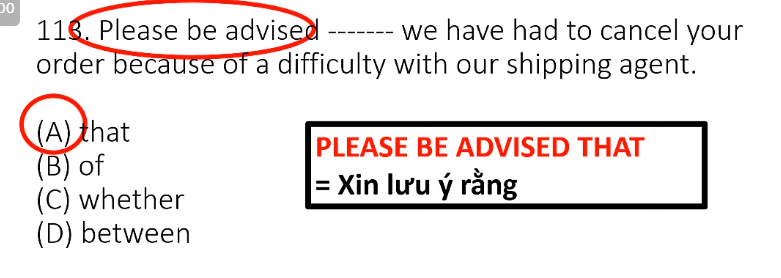 00
113. Please be advised ------- we have had to cancel your
order because of a difficulty with our shipping agent.
(A) that
(B) of
(C) whether
(D) between
PLEASE BE ADVISED THAT
= Xin lưu ý rằng